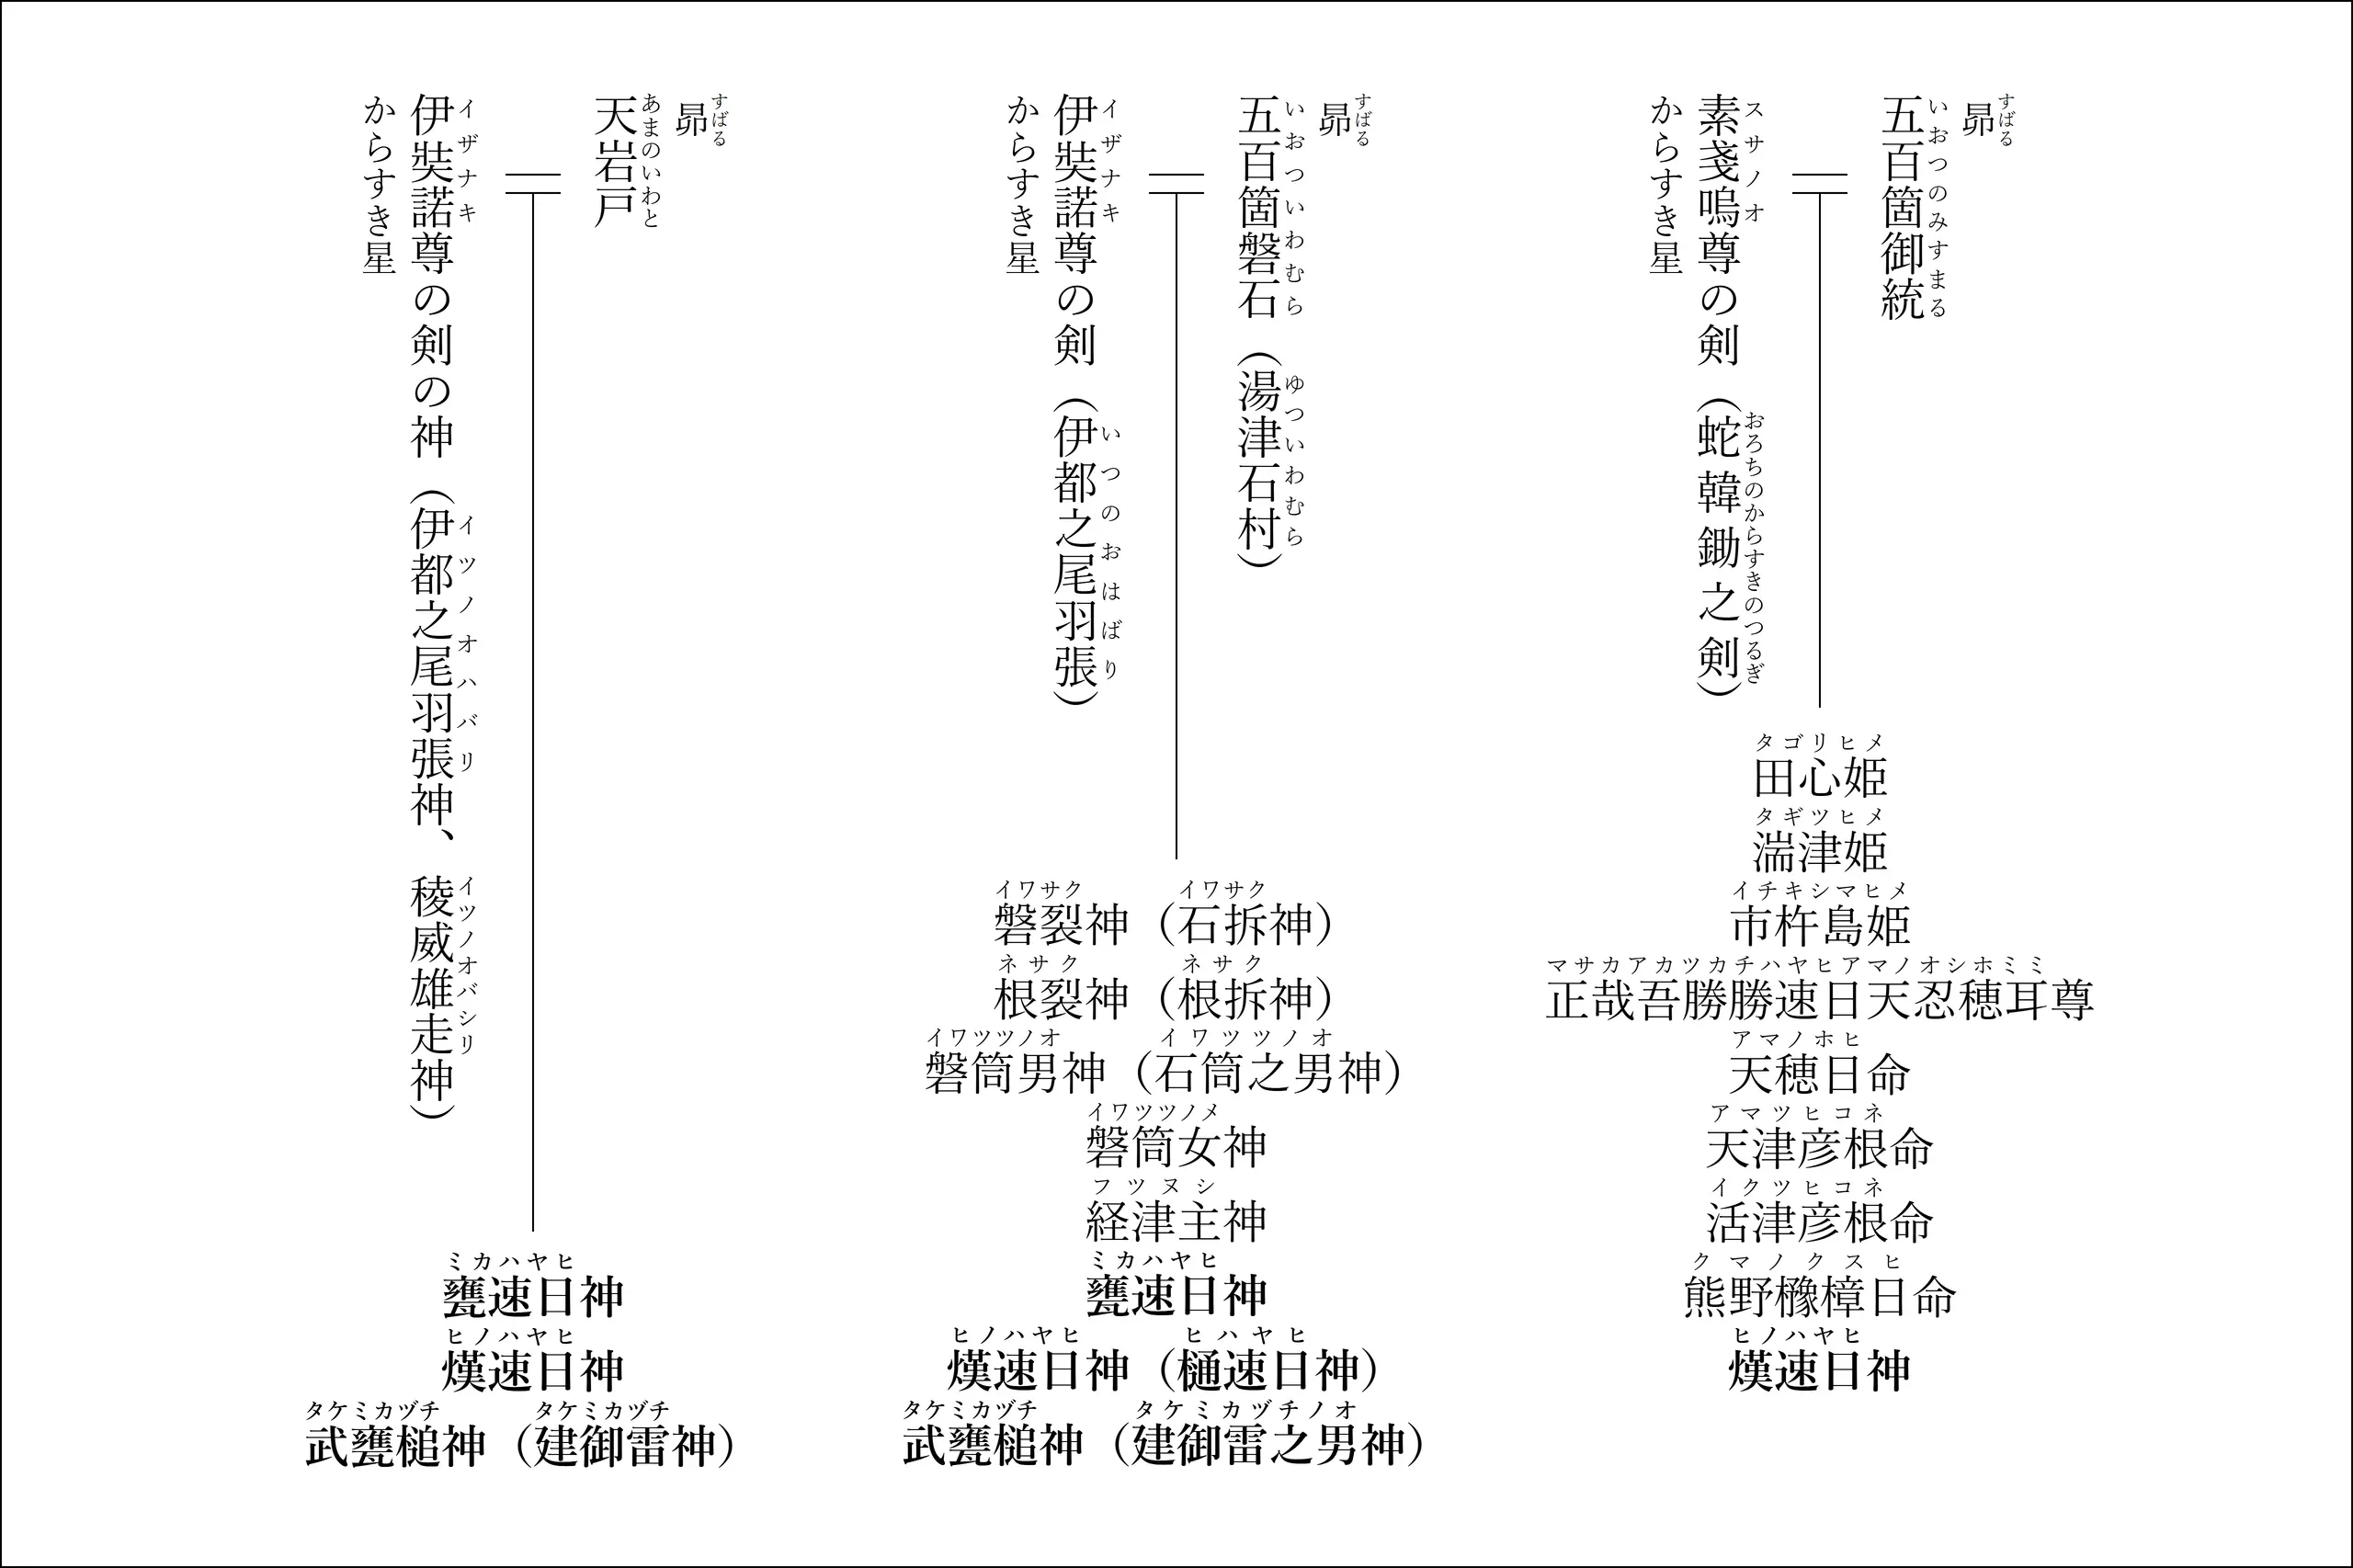 昴
すばる
五百箇御統
いおつのみすまる
素戔嗚尊の剣（蛇韓鋤之剣）
スサノオ
おろちのからすきのつるぎ
からすき星
タゴリヒメ
田心姫
タギツヒメ
湍津姫
イチキシマヒメ
市杵島姫
マサカアカツカチハヤヒアマノオシホミミ
正哉吾勝勝速日天忍穂耳尊
アマノホヒ
天穂日命
アマツヒコネ
天津彦根命
イクツヒコネ
活津彦根命
クマノクスヒ
熊野櫲樟日命
ヒノハヤヒ
熯速日神
昴
すばる
五百箇磐石（湯津石村）
いおついわむら
ゆついわむら
伊奘諾尊の剣（伊都之尾羽張）
イザナキ
いつのおはばり
からすき星
イワサク
イワサク
磐裂神（石拆神）
ネサク
ネサク
根裂神（根拆神）
イワツツノオ
イワツツノオ
磐筒男神（石筒之男神）
イワツツノメ
磐筒女神
フツヌシ
経津主神
ミカハヤヒ
甕速日神
ヒノハヤヒ
ヒハヤヒ
熯速日神（樋速日神）
タケミカヅチ
タケミカヅチノオ
武甕槌神（建御雷之男神）
昴
すばる
天岩戸
あまのいわと
伊奘諾尊の剣の神（伊都之尾羽張神、稜威雄走神）
イザナキ
イツノオハバリ
イツノオバシリ
からすき星
ミカハヤヒ
甕速日神
ヒノハヤヒ
熯速日神
タケミカヅチ
タケミカヅチ
武甕槌神（建御雷神）